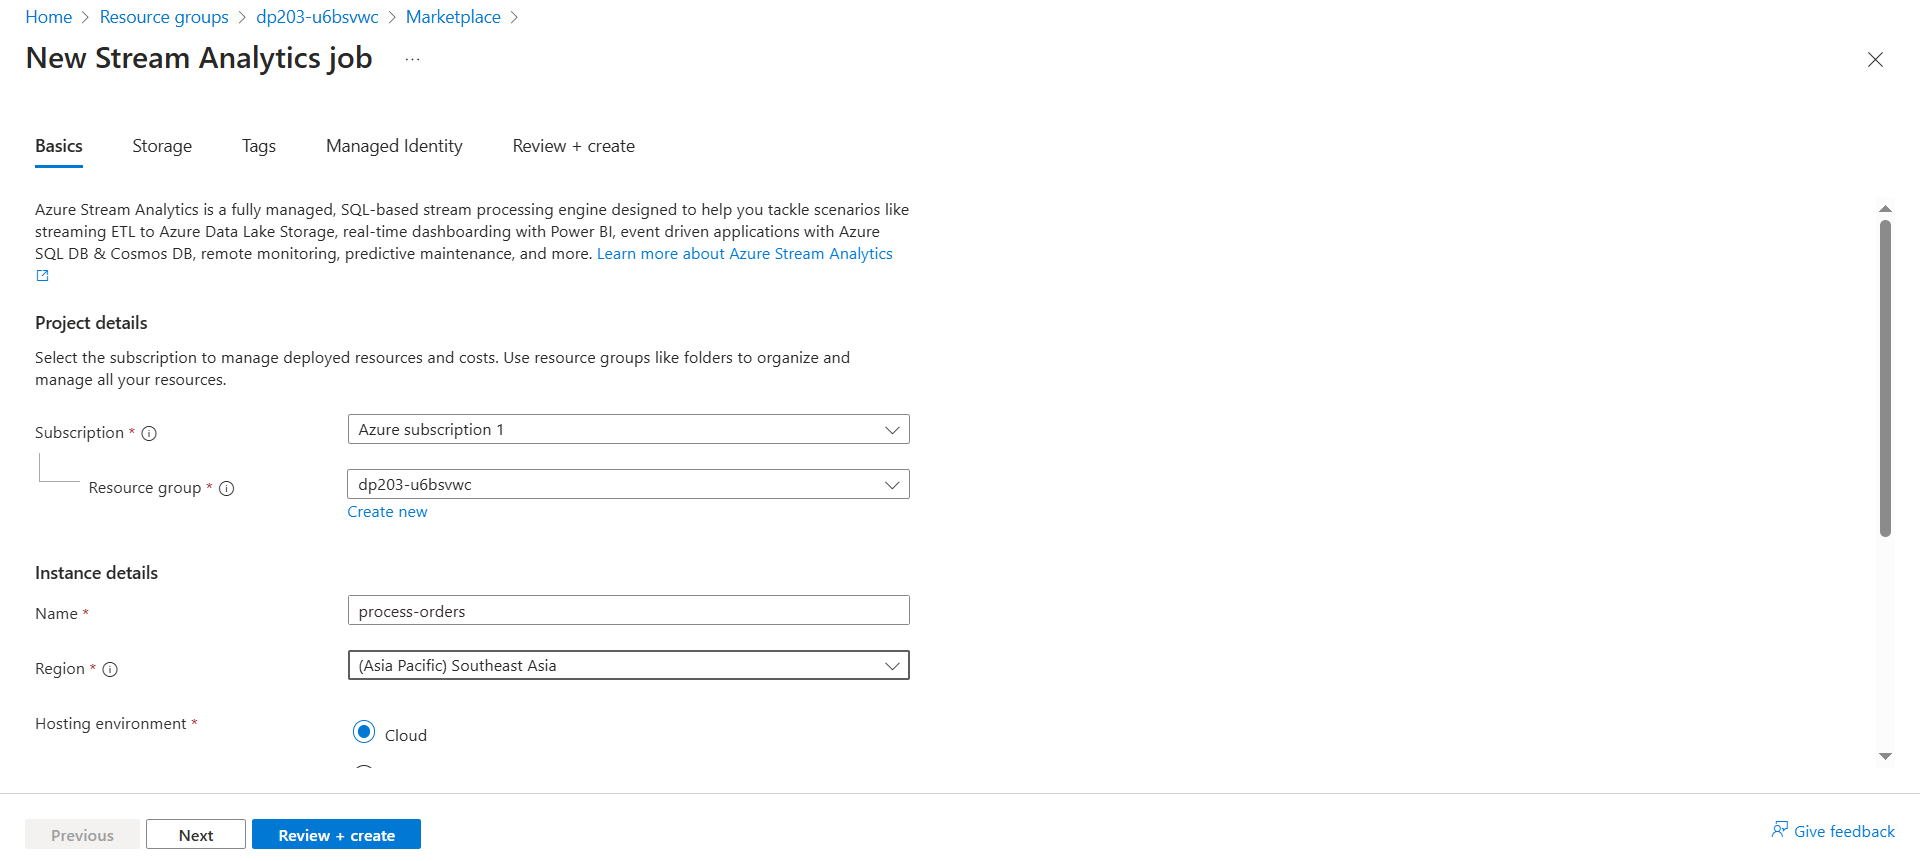 Home > Resource groups > dp203-u6bsvwc > Marketplace >
New Stream Analytics job ...
Basics Storage Tags Managed Identity Review + create
Azure Stream Analytics is a fully managed, SQL-based stream processing engine designed to help you tackle scenarios like
streaming ETL to Azure Data Lake Storage, real-time dashboarding with Power BI, event driven applications with Azure
SQL DB & Cosmos DB, remote monitoring, predictive maintenance, and more. Learn more about Azure Stream Analytics
Project details
Select the subscription to manage deployed resources and costs. Use resource groups like folders to organize and
manage all your resources.
Subscription * Azure subscription 1
Resource group * dp203-u6bsvwc
Create new
Instance details
Name * process-orders
Region * (Asia Pacific) Southeast Asia
Hosting environment * Cloud
Previous Next Review + create Give feedback